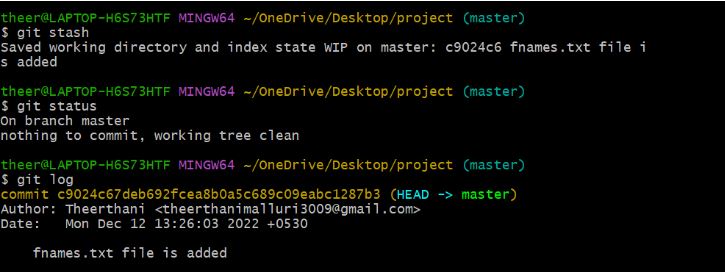 theer@LAPTOP-H6S73HTF MINGW64 ~/OneDrive/Desktop/project (master)
$ git stash
Saved working directory and index state WIP on master: c9024c6 fnames.txt file i
s added
theer@LAPTOP-H6S73HTF MINGW64 ~/OneDrive/Desktop/project (master)
$ git status
On branch master
nothing to commit, working tree clean
theer@LAPTOP-H6S73HTF MINGW64 ~/OneDrive/Desktop/project (master)
$ git log
commit c9024c67deb692fcea8b0a5c689c09eabc1287b3 (HEAD -> master)
Author: Theerthani <theerthanimalluri3009@gmail.com>
Date:   Mon Dec 12 13:26:03 2022 +0530
    fnames.txt file is added